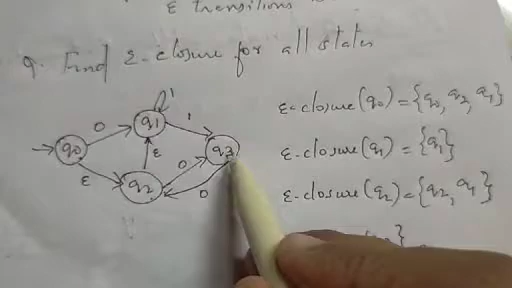 ε transitions
q. Find ε-closure for all states
1
0 q1 1
q0 ε q3
ε q2 0
0
ε-closure(q0) = {q0, q2, q1}
ε-closure(q1) = {q1}
ε-closure(q2) = {q2, q1}